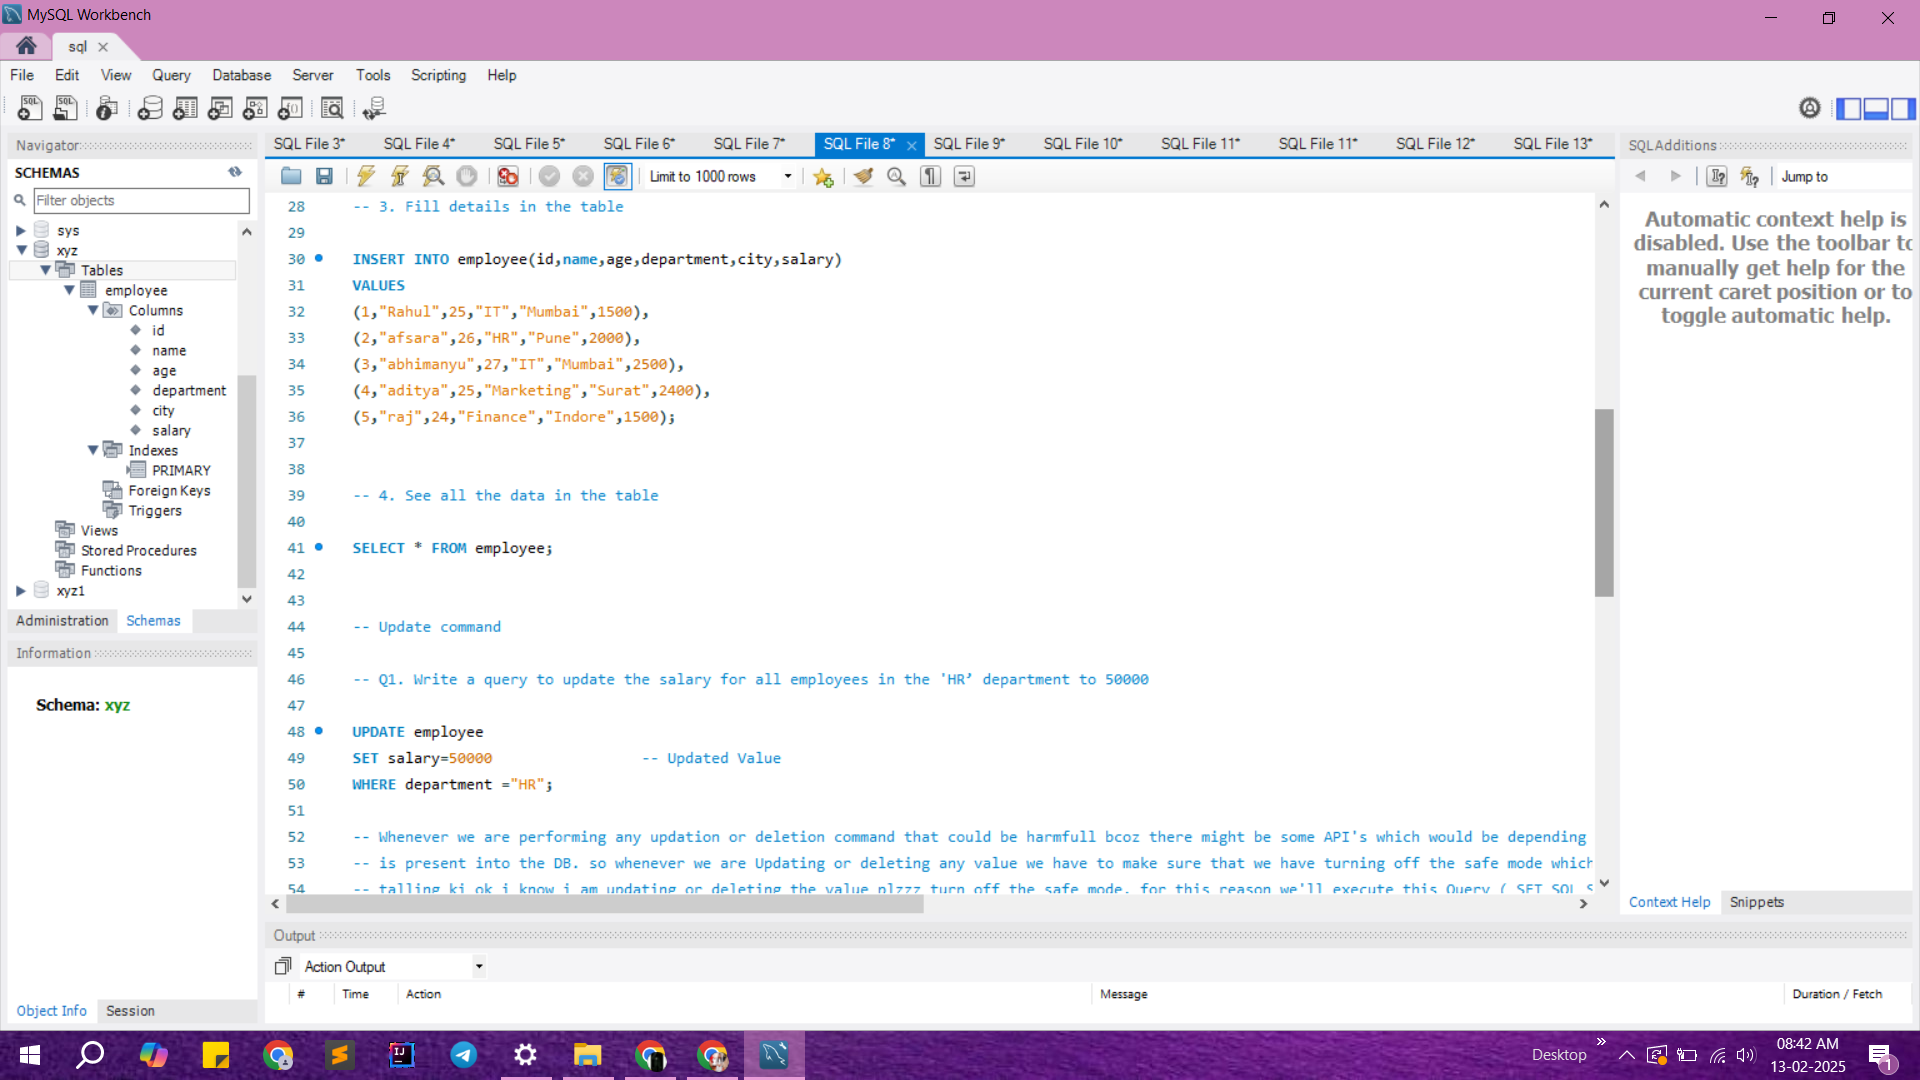 MySQL Workbench
sql
File Edit View Query Database Server Tools Scripting Help
Navigator
SCHEMAS
Filter objects
sys
xyz
Tables
employee
Columns
id
name
age
department
city
salary
Indexes
PRIMARY
Foreign Keys
Triggers
Views
Stored Procedures
Functions
xyz1
Administration Schemas
Information
Schema: xyz
Object Info Session
SQL File 3* SQL File 4* SQL File 5* SQL File 6* SQL File 7* SQL File 8* SQL File 9* SQL File 10* SQL File 11* SQL File 11* SQL File 12* SQL File 13*
Limit to 1000 rows
28 -- 3. Fill details in the table
29
30 INSERT INTO employee(id,name,age,department,city,salary)
31 VALUES
32 (1,"Rahul",25,"IT","Mumbai",1500),
33 (2,"afsara",26,"HR","Pune",2000),
34 (3,"abhimanyu",27,"IT","Mumbai",2500),
35 (4,"aditya",25,"Marketing","Surat",2400),
36 (5,"raj",24,"Finance","Indore",1500);
37
38
39 -- 4. See all the data in the table
40
41 SELECT * FROM employee;
42
43
44 -- Update command
45
46 -- Q1. Write a query to update the salary for all employees in the 'HR’ department to 50000
47
48 UPDATE employee
49 SET salary=50000 -- Updated Value
50 WHERE department ="HR";
51
52 -- Whenever we are performing any updation or deletion command that could be harmfull bcoz there might be some API's which would be depending
53 -- is present into the DB. so whenever we are Updating or deleting any value we have to make sure that we have turning off the safe mode which
54 -- talling ki ok i know i am updating or deleting the value plzzz turn off the safe mode. for this reason we'll execute this Query ( SET SQL_S
Output
Action Output
# Time Action Message Duration / Fetch
SQLAdditions
Jump to
Automatic context help is
disabled. Use the toolbar to
manually get help for the
current caret position or to
toggle automatic help.
Context Help Snippets
Desktop
08:42 AM
13-02-2025
1